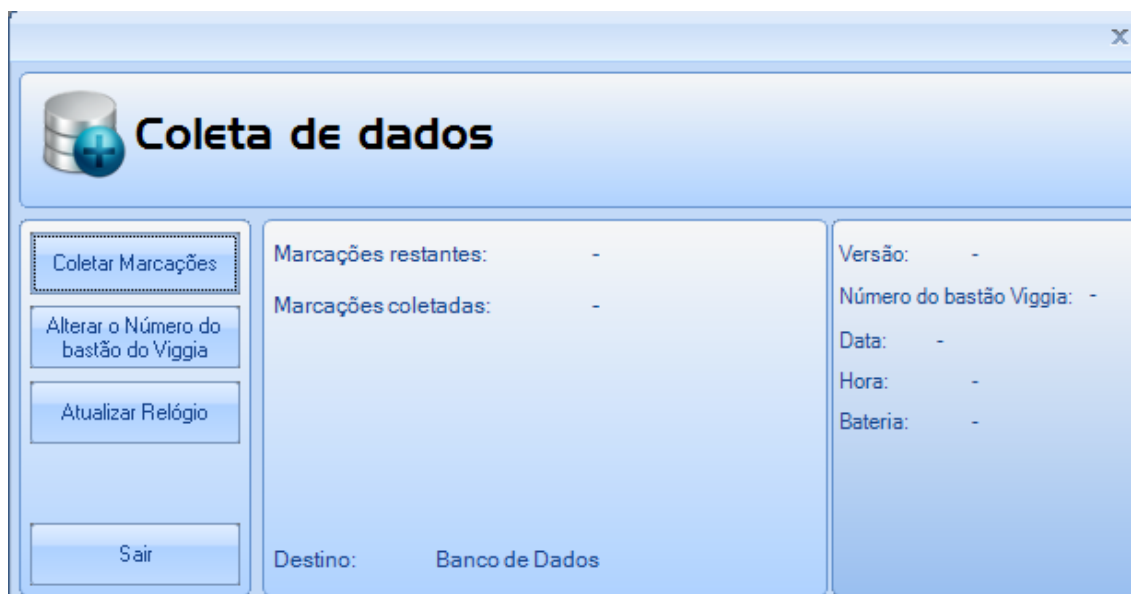 x
Coleta de dados
Coletar Marcações
Alterar o Número do
bastão do Viggia
Atualizar Relógio
Sair
Marcações restantes: -
Marcações coletadas: -
Destino: Banco de Dados
Versão: -
Número do bastão Viggia: -
Data: -
Hora: -
Bateria: -